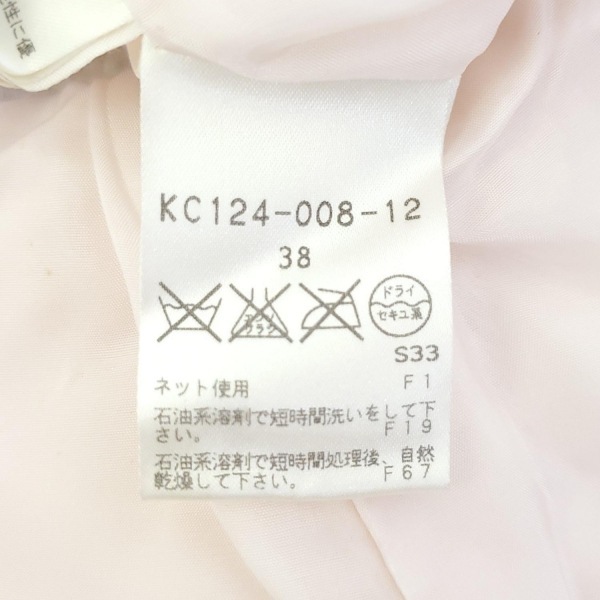 性に優
KC124-008-12
38
エンソ
サラシ
ドライ
セキユ系
S33
ネット使用 F1
石油系溶剤で短時間洗いをして下
さい。 F19
石油系溶剤で短時間処理後、自然
乾燥して下さい。 F67